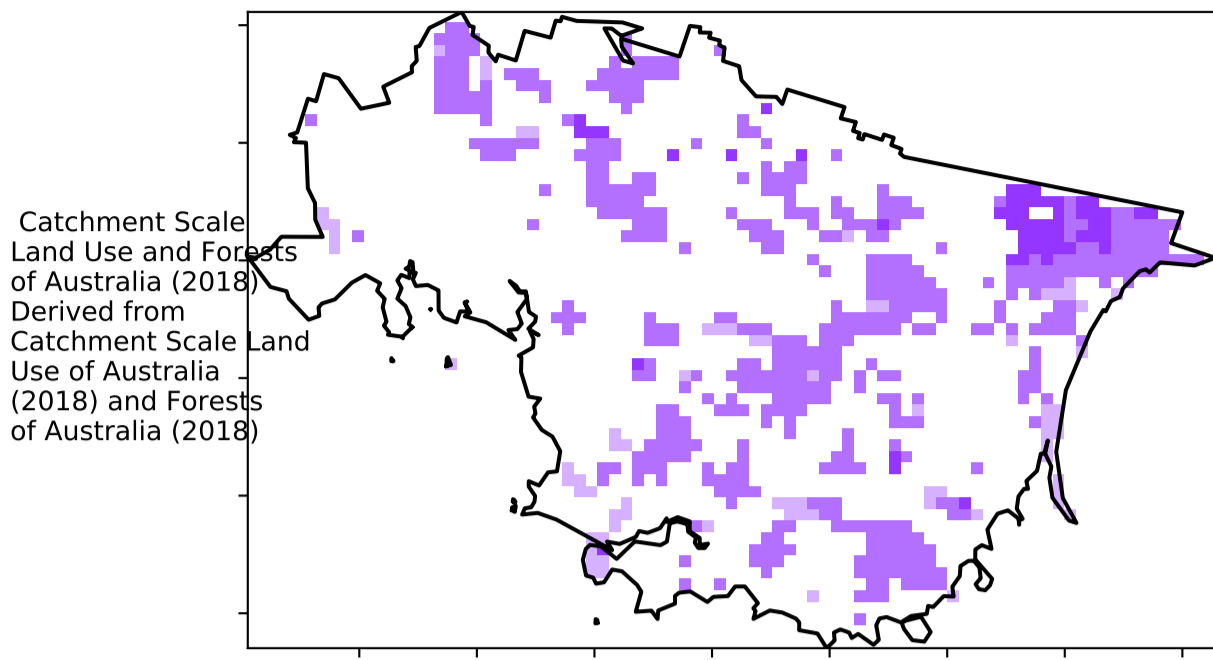 Catchment Scale
Land Use and Forests
of Australia (2018)
Derived from
Catchment Scale Land
Use of Australia
(2018) and Forests
of Australia (2018)